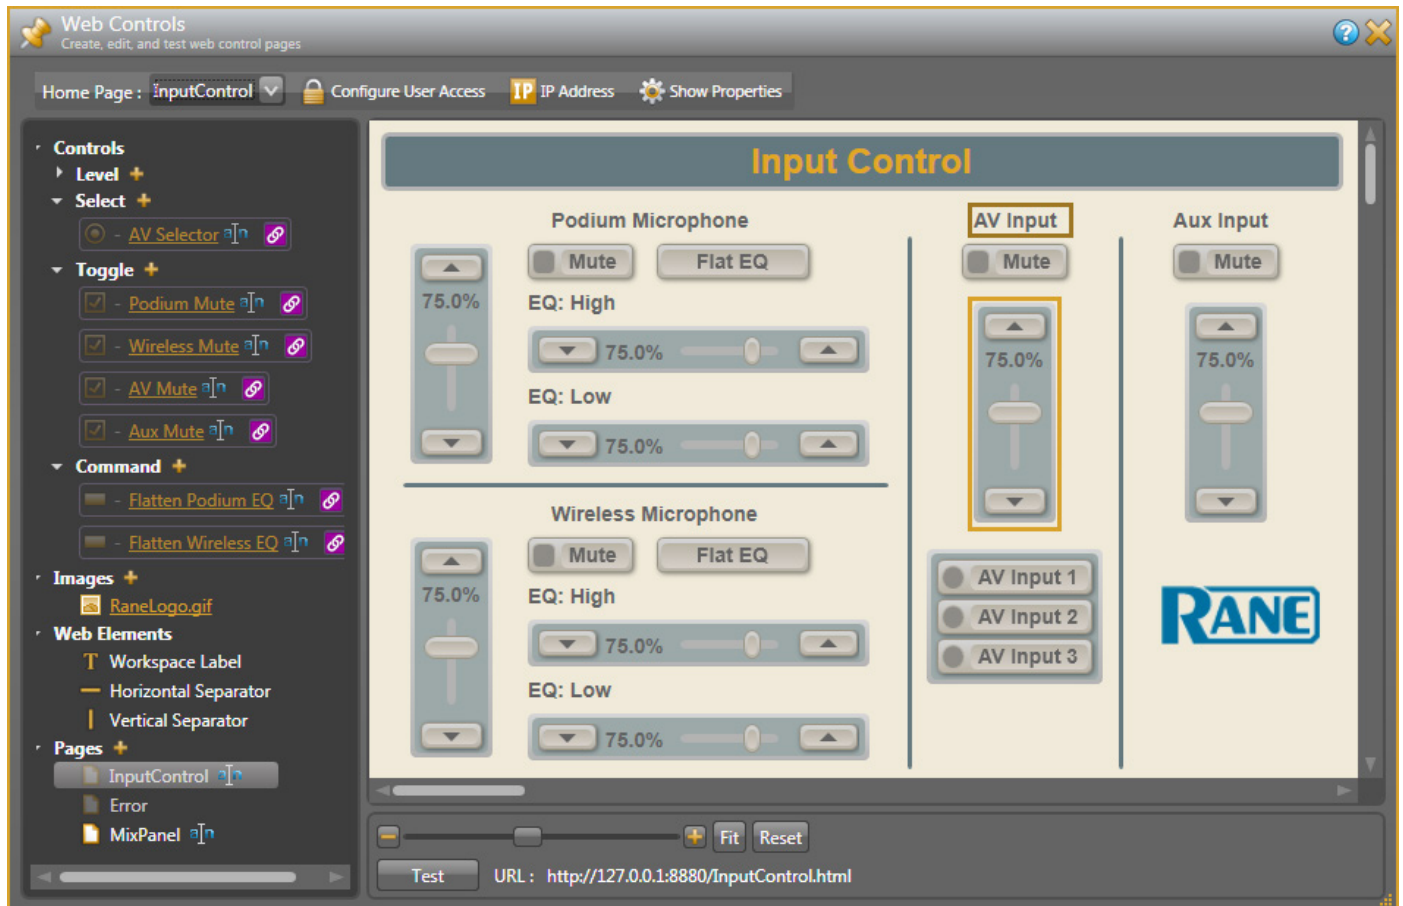 Web Controls
Create, edit, and test web control pages
Home Page : InputControl Configure User Access IP IP Address Show Properties
Controls
Level
Select
- AV Selector a n
Toggle
- Podium Mute a n
- Wireless Mute a n
- AV Mute a n
- Aux Mute a n
Command
- Flatten Podium EQ a n
- Flatten Wireless EQ a n
Images
RaneLogo.gif
Web Elements
T Workspace Label
Horizontal Separator
Vertical Separator
Pages
InputControl a n
Error
MixPanel a n
Input Control
Podium Microphone
Mute Flat EQ
75.0%
EQ: High
75.0%
EQ: Low
75.0%
Wireless Microphone
Mute Flat EQ
75.0%
EQ: High
75.0%
EQ: Low
75.0%
AV Input
Mute
75.0%
AV Input 1
AV Input 2
AV Input 3
Aux Input
Mute
75.0%
RANE
Fit Reset
Test URL : http://127.0.0.1:8880/InputControl.html